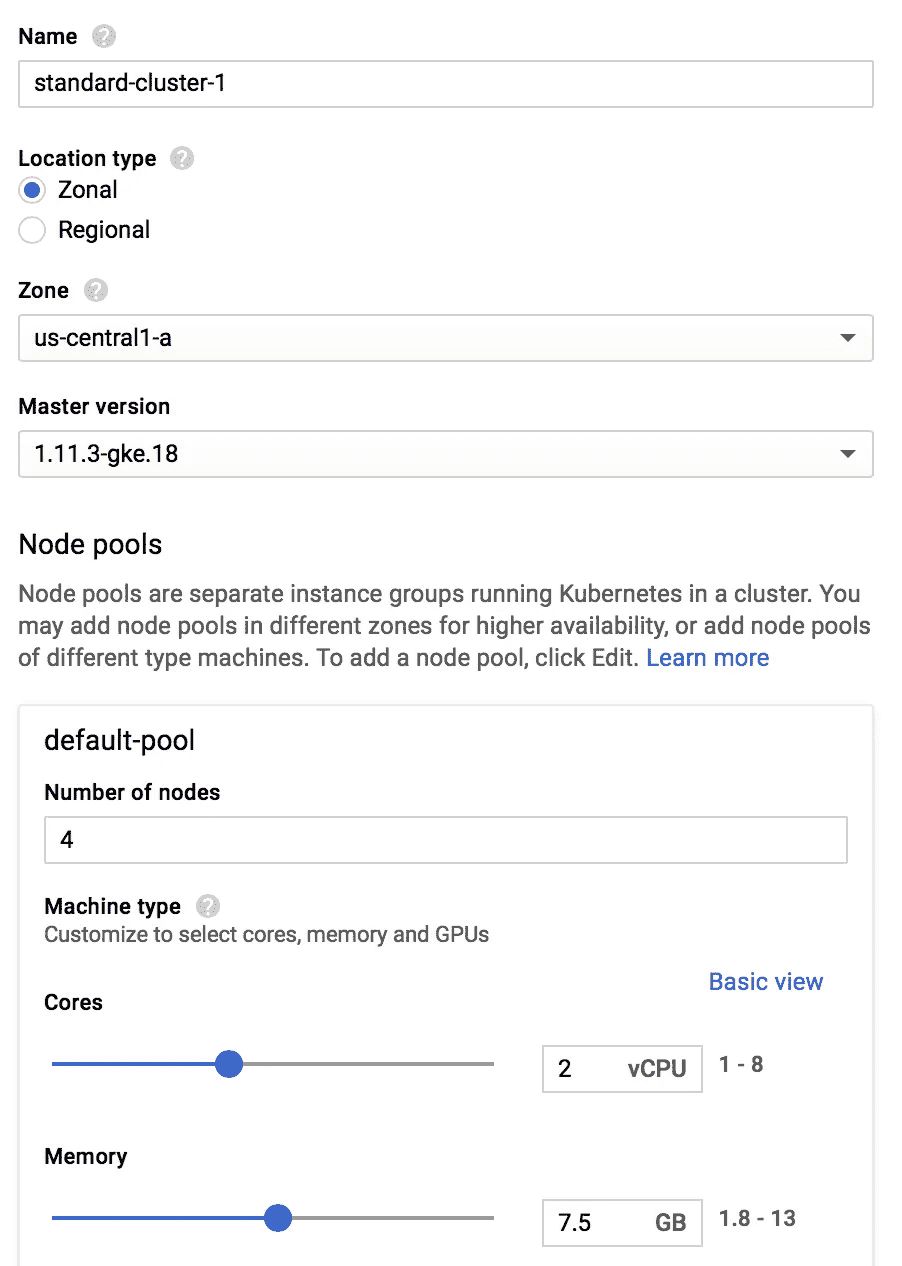 Name ?
standard-cluster-1
Location type ?
Zonal
Regional
Zone ?
us-central1-a
Master version
1.11.3-gke.18
Node pools
Node pools are separate instance groups running Kubernetes in a cluster. You
may add node pools in different zones for higher availability, or add node pools
of different type machines. To add a node pool, click Edit. Learn more
default-pool
Number of nodes
4
Machine type ?
Customize to select cores, memory and GPUs
Basic view
Cores
2 vCPU 1 - 8
Memory
7.5 GB 1.8 - 13